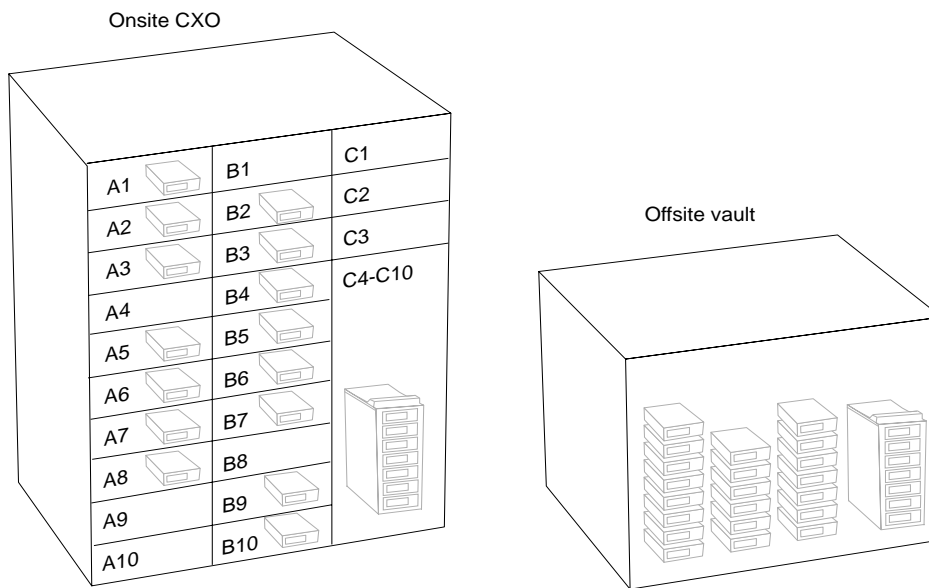 Onsite CXO
Offsite vault
A1
A2
A3
A4
A5
A6
A7
A8
A9
A10
B1
B2
B3
B4
B5
B6
B7
B8
B9
B10
C1
C2
C3
C4-C10